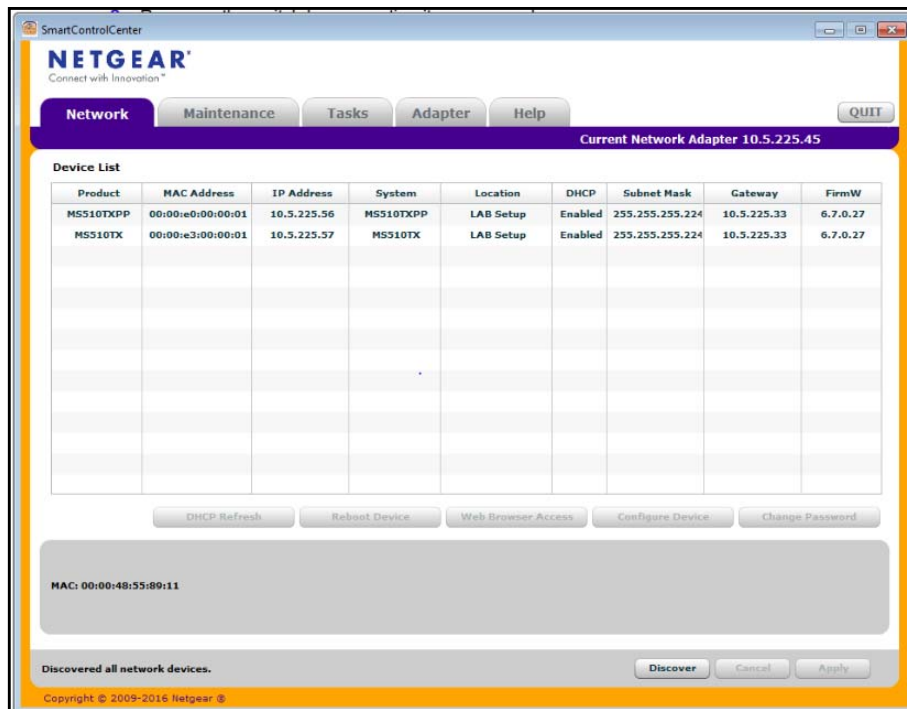 SmartControlCenter
NETGEAR®
Connect with Innovation™
Network Maintenance Tasks Adapter Help QUIT
Current Network Adapter 10.5.225.45
Device List
Product MAC Address IP Address System Location DHCP Subnet Mask Gateway FirmW
MS510TXPP 00:00:e0:00:00:01 10.5.225.56 MS510TXPP LAB Setup Enabled 255.255.255.224 10.5.225.33 6.7.0.27
MS510TX 00:00:e3:00:00:01 10.5.225.57 MS510TX LAB Setup Enabled 255.255.255.224 10.5.225.33 6.7.0.27
DHCP Refresh Reboot Device Web Browser Access Configure Device Change Password
MAC: 00:00:48:55:89:11
Discovered all network devices. Discover Cancel Apply
Copyright © 2009-2016 Netgear ®